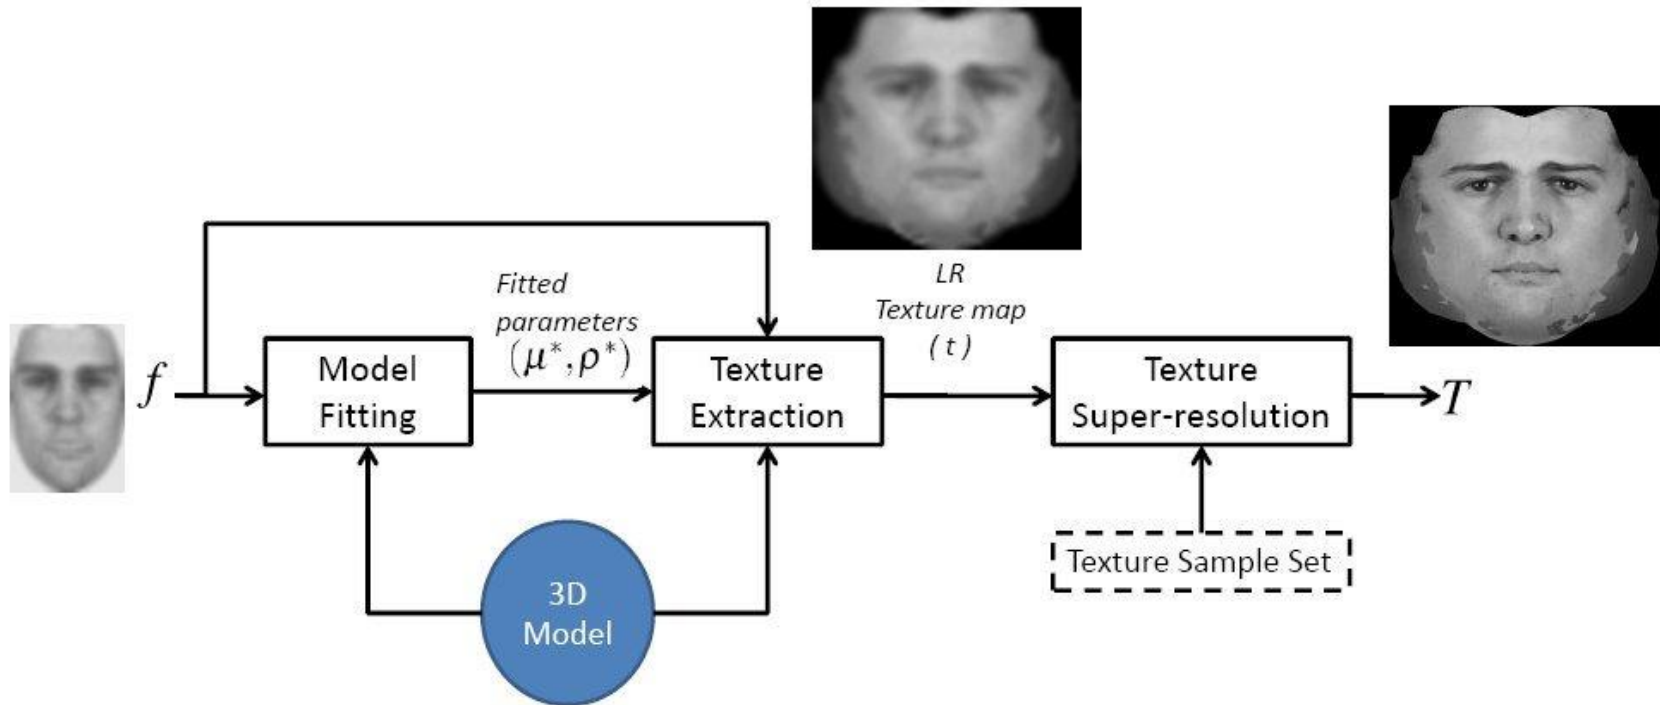 LR
Texture map
( t )
Fitted
parameters
(μ*,ρ*)
f
Model
Fitting
Texture
Extraction
Texture
Super-resolution
T
Texture Sample Set
3D
Model